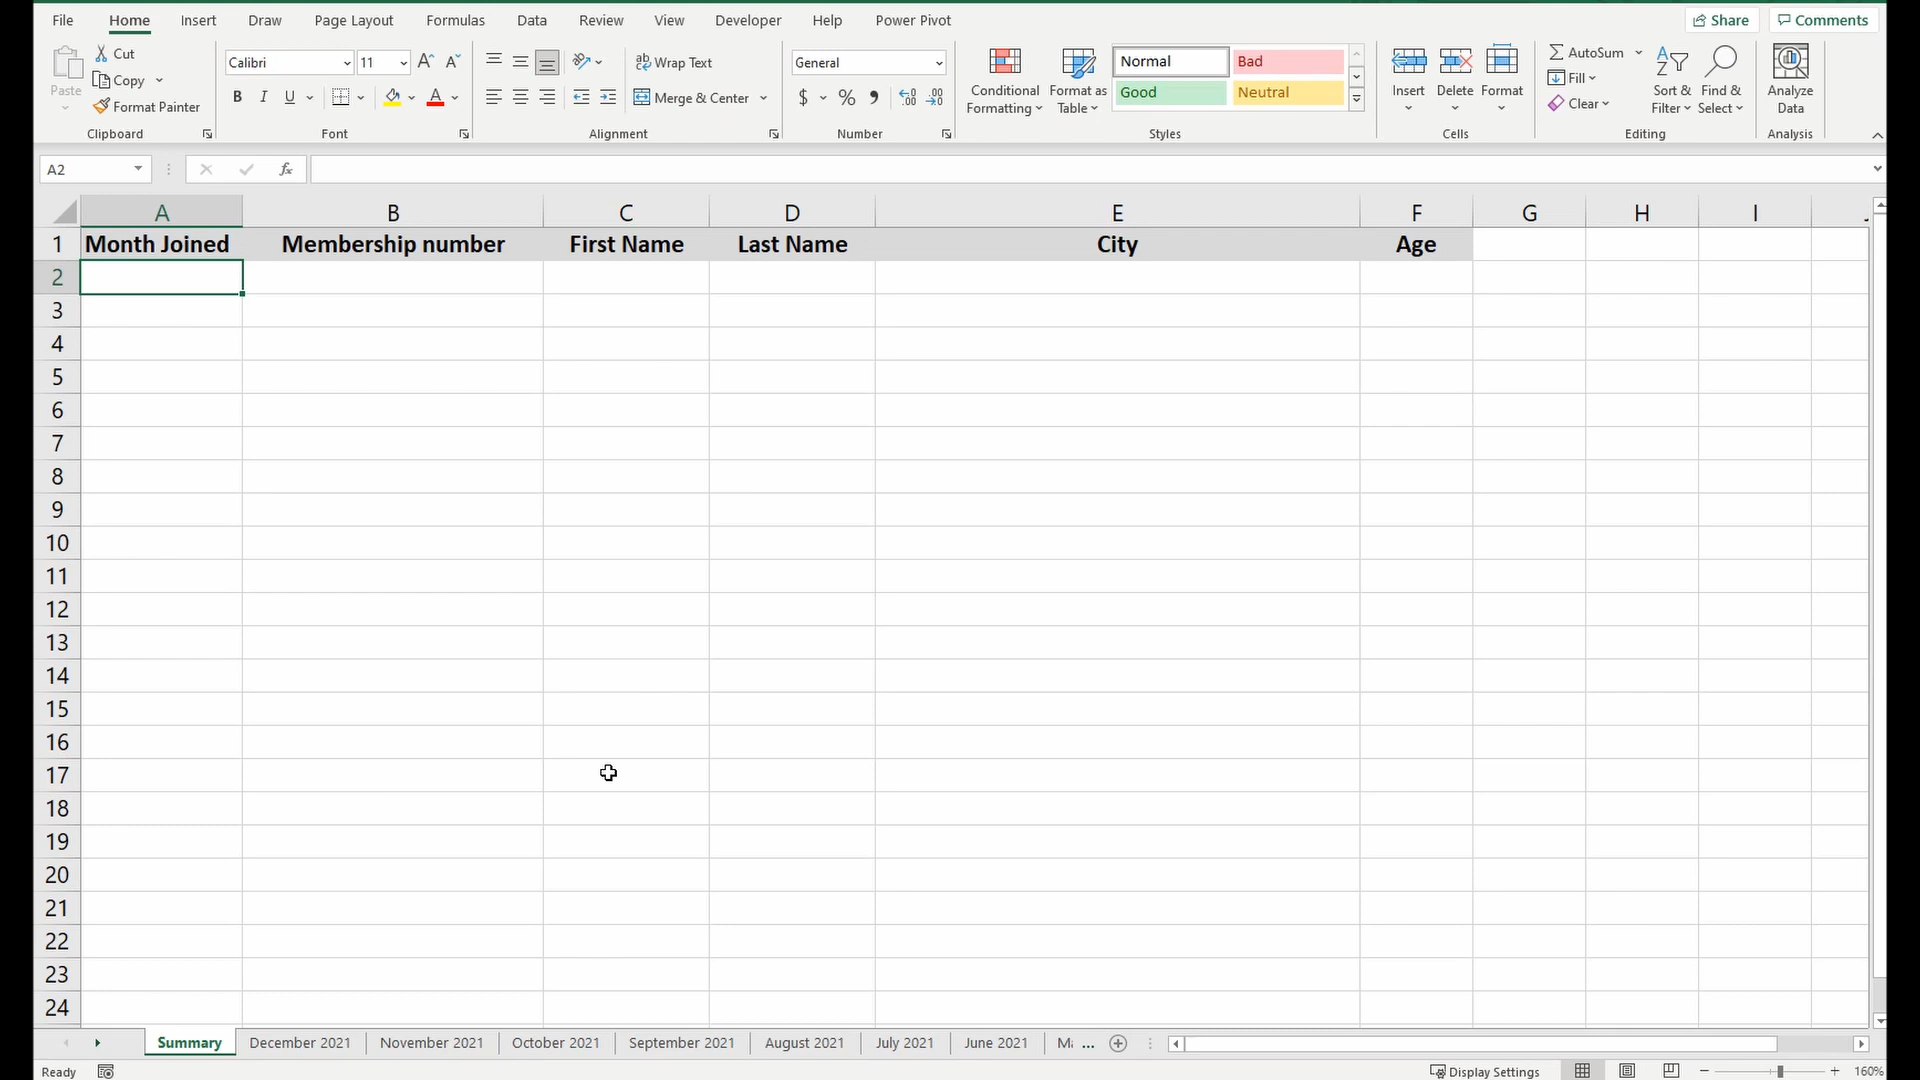 File Home Insert Draw Page Layout Formulas Data Review View Developer Help Power Pivot Share Comments
Paste Cut Copy Format Painter
Clipboard
Calibri 11
B I U A
Font
ab Wrap Text
Merge & Center
Alignment
General
$ % 9 .00
Number
Conditional Formatting
Format as Table
Normal Bad
Good Neutral
Styles
Insert Delete Format
Cells
AutoSum
Fill
Clear
Sort & Filter
Find & Select
Editing
Analyze Data
Analysis
A2 fx
A B C D E F G H I
1 Month Joined Membership number First Name Last Name City Age
2
3
4
5
6
7
8
9
10
11
12
13
14
15
16
17
18
19
20
21
22
23
24
Summary December 2021 November 2021 October 2021 September 2021 August 2021 July 2021 June 2021 ...
Ready Display Settings 160%